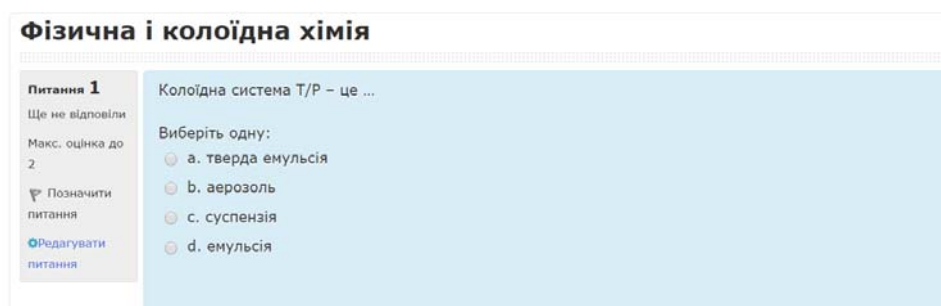 Фізична і колоїдна хімія
Питання 1
Ще не відповіли
Макс. оцінка до
2
Позначити
питання
Редагувати
питання
Колоїдна система Т/Р – це ...
Виберіть одну:
a. тверда емульсія
b. аерозоль
c. суспензія
d. емульсія